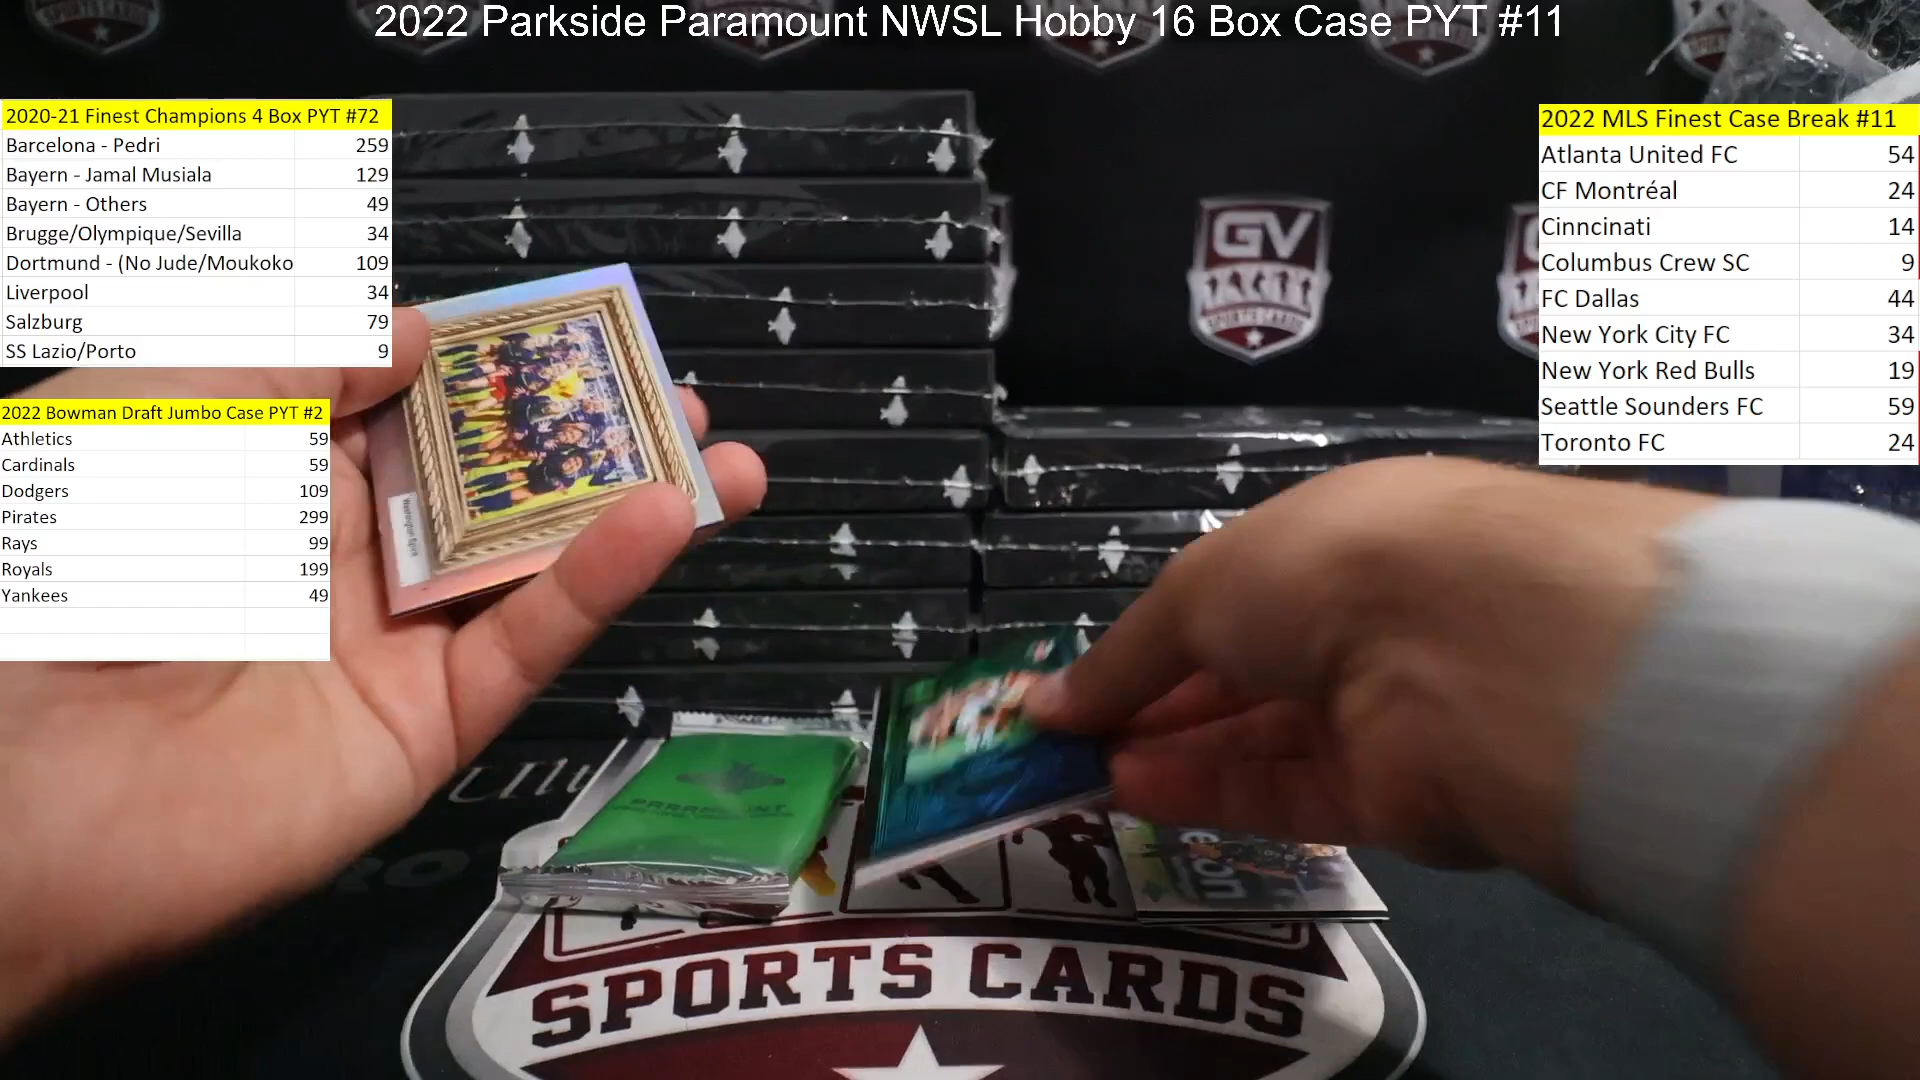 2022 Parkside Paramount NWSL Hobby 16 Box Case PYT #11
2020-21 Finest Champions 4 Box PYT #72
Barcelona - Pedri 259
Bayern - Jamal Musiala 129
Bayern - Others 49
Brugge/Olympique/Sevilla 34
Dortmund - (No Jude/Moukoko 109
Liverpool 34
Salzburg 79
SS Lazio/Porto 9
2022 Bowman Draft Jumbo Case PYT #2
Athletics 59
Cardinals 59
Dodgers 109
Pirates 299
Rays 99
Royals 199
Yankees 49
2022 MLS Finest Case Break #11
Atlanta United FC 54
CF Montréal 24
Cinncinati 14
Columbus Crew SC 9
FC Dallas 44
New York City FC 34
New York Red Bulls 19
Seattle Sounders FC 59
Toronto FC 24
GV
SPORTS CARDS
Washington Spirit
PARAMOUNT
SPORTS CARDS